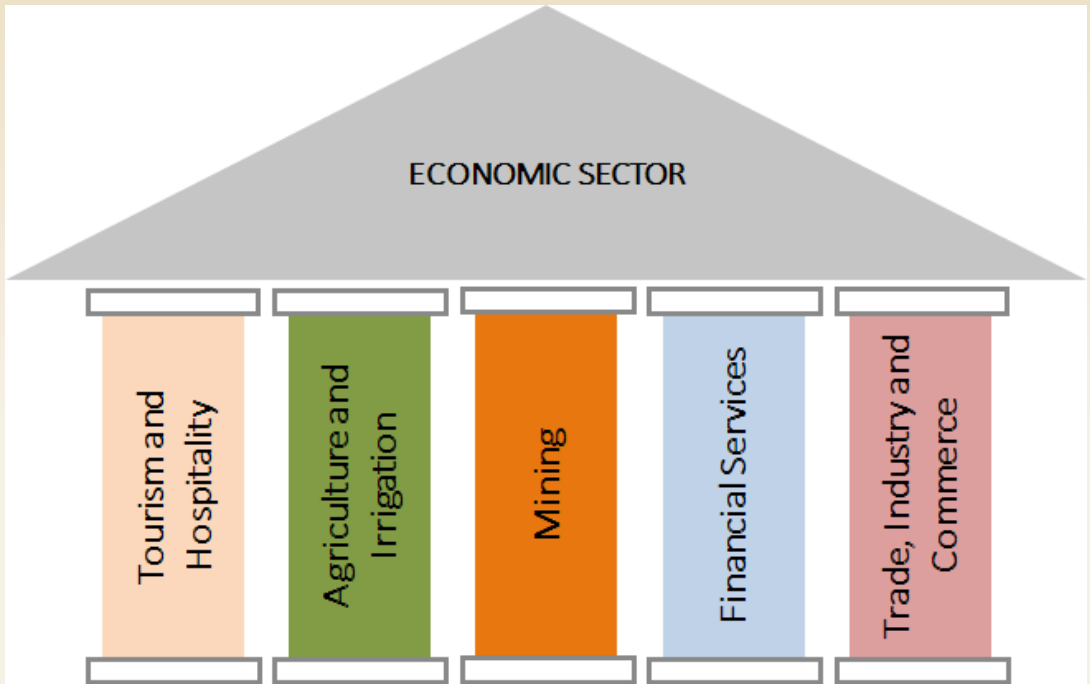 ECONOMIC SECTOR
Tourism and
Hospitality
Agriculture and
Irrigation
Mining
Financial Services
Trade, Industry and
Commerce